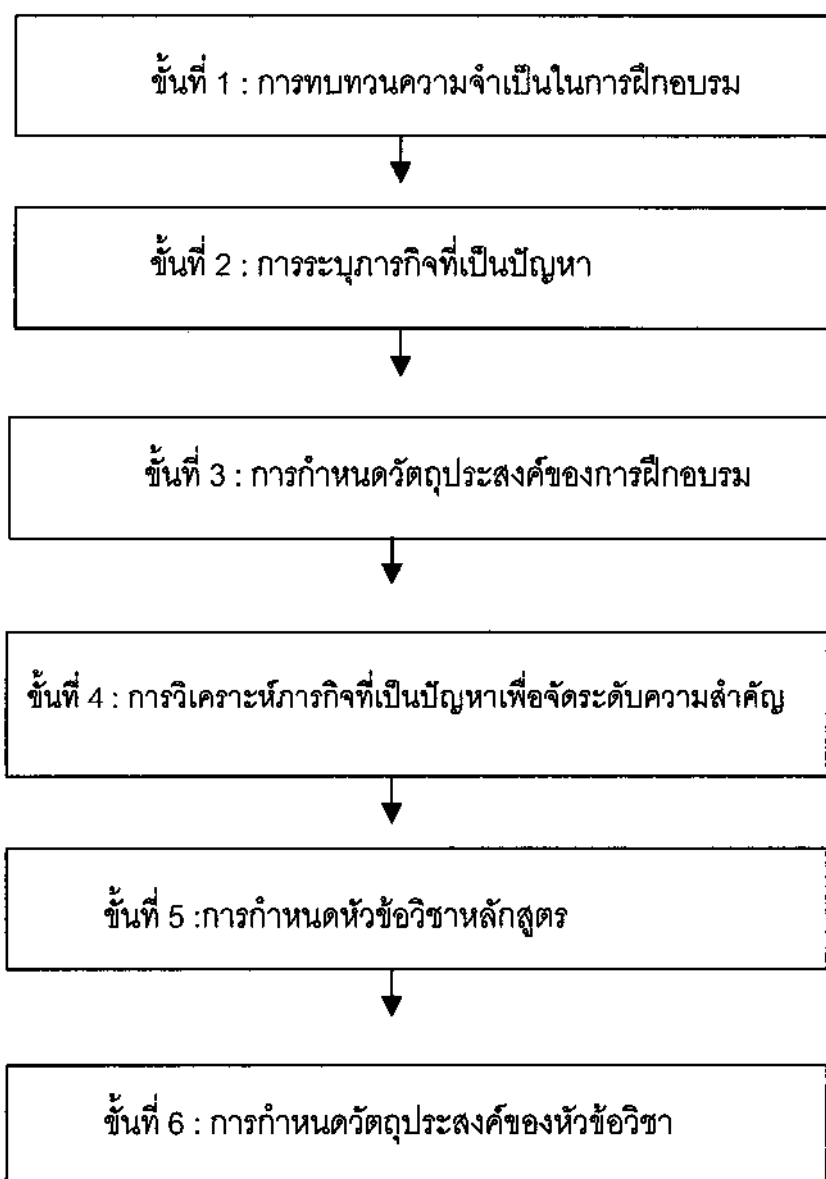 ขั้นที่ 1 : การทบทวนความจำเป็นในการฝึกอบรม
ขั้นที่ 2 : การระบุภารกิจที่เป็นปัญหา
ขั้นที่ 3 : การกำหนดวัตถุประสงค์ของการฝึกอบรม
ขั้นที่ 4 : การวิเคราะห์ภารกิจที่เป็นปัญหาเพื่อจัดระดับความสำคัญ
ขั้นที่ 5 :การกำหนดหัวข้อวิชาหลักสูตร
ขั้นที่ 6 : การกำหนดวัตถุประสงค์ของหัวข้อวิชา